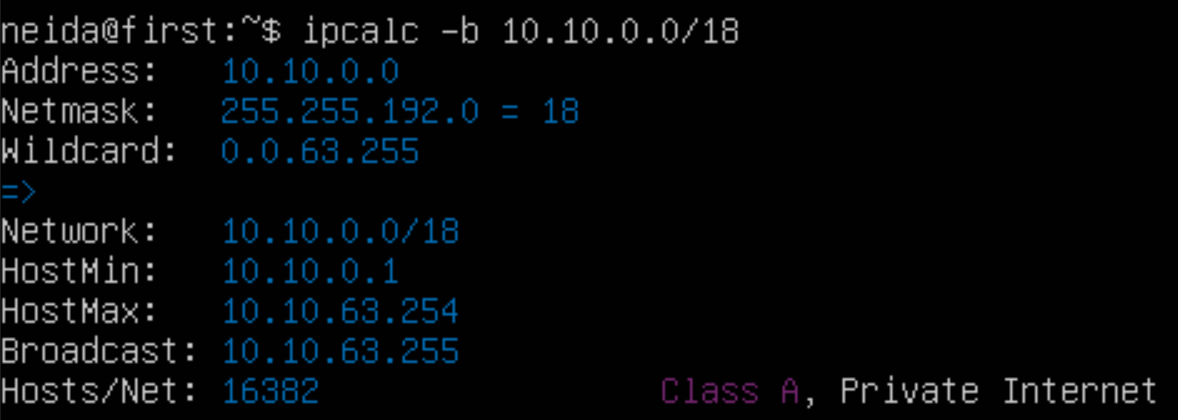 neida@first:~$ ipcalc -b 10.10.0.0/18
Address:   10.10.0.0
Netmask:   255.255.192.0 = 18
Wildcard:  0.0.63.255
=>
Network:   10.10.0.0/18
HostMin:   10.10.0.1
HostMax:   10.10.63.254
Broadcast: 10.10.63.255
Hosts/Net: 16382                 Class A, Private Internet